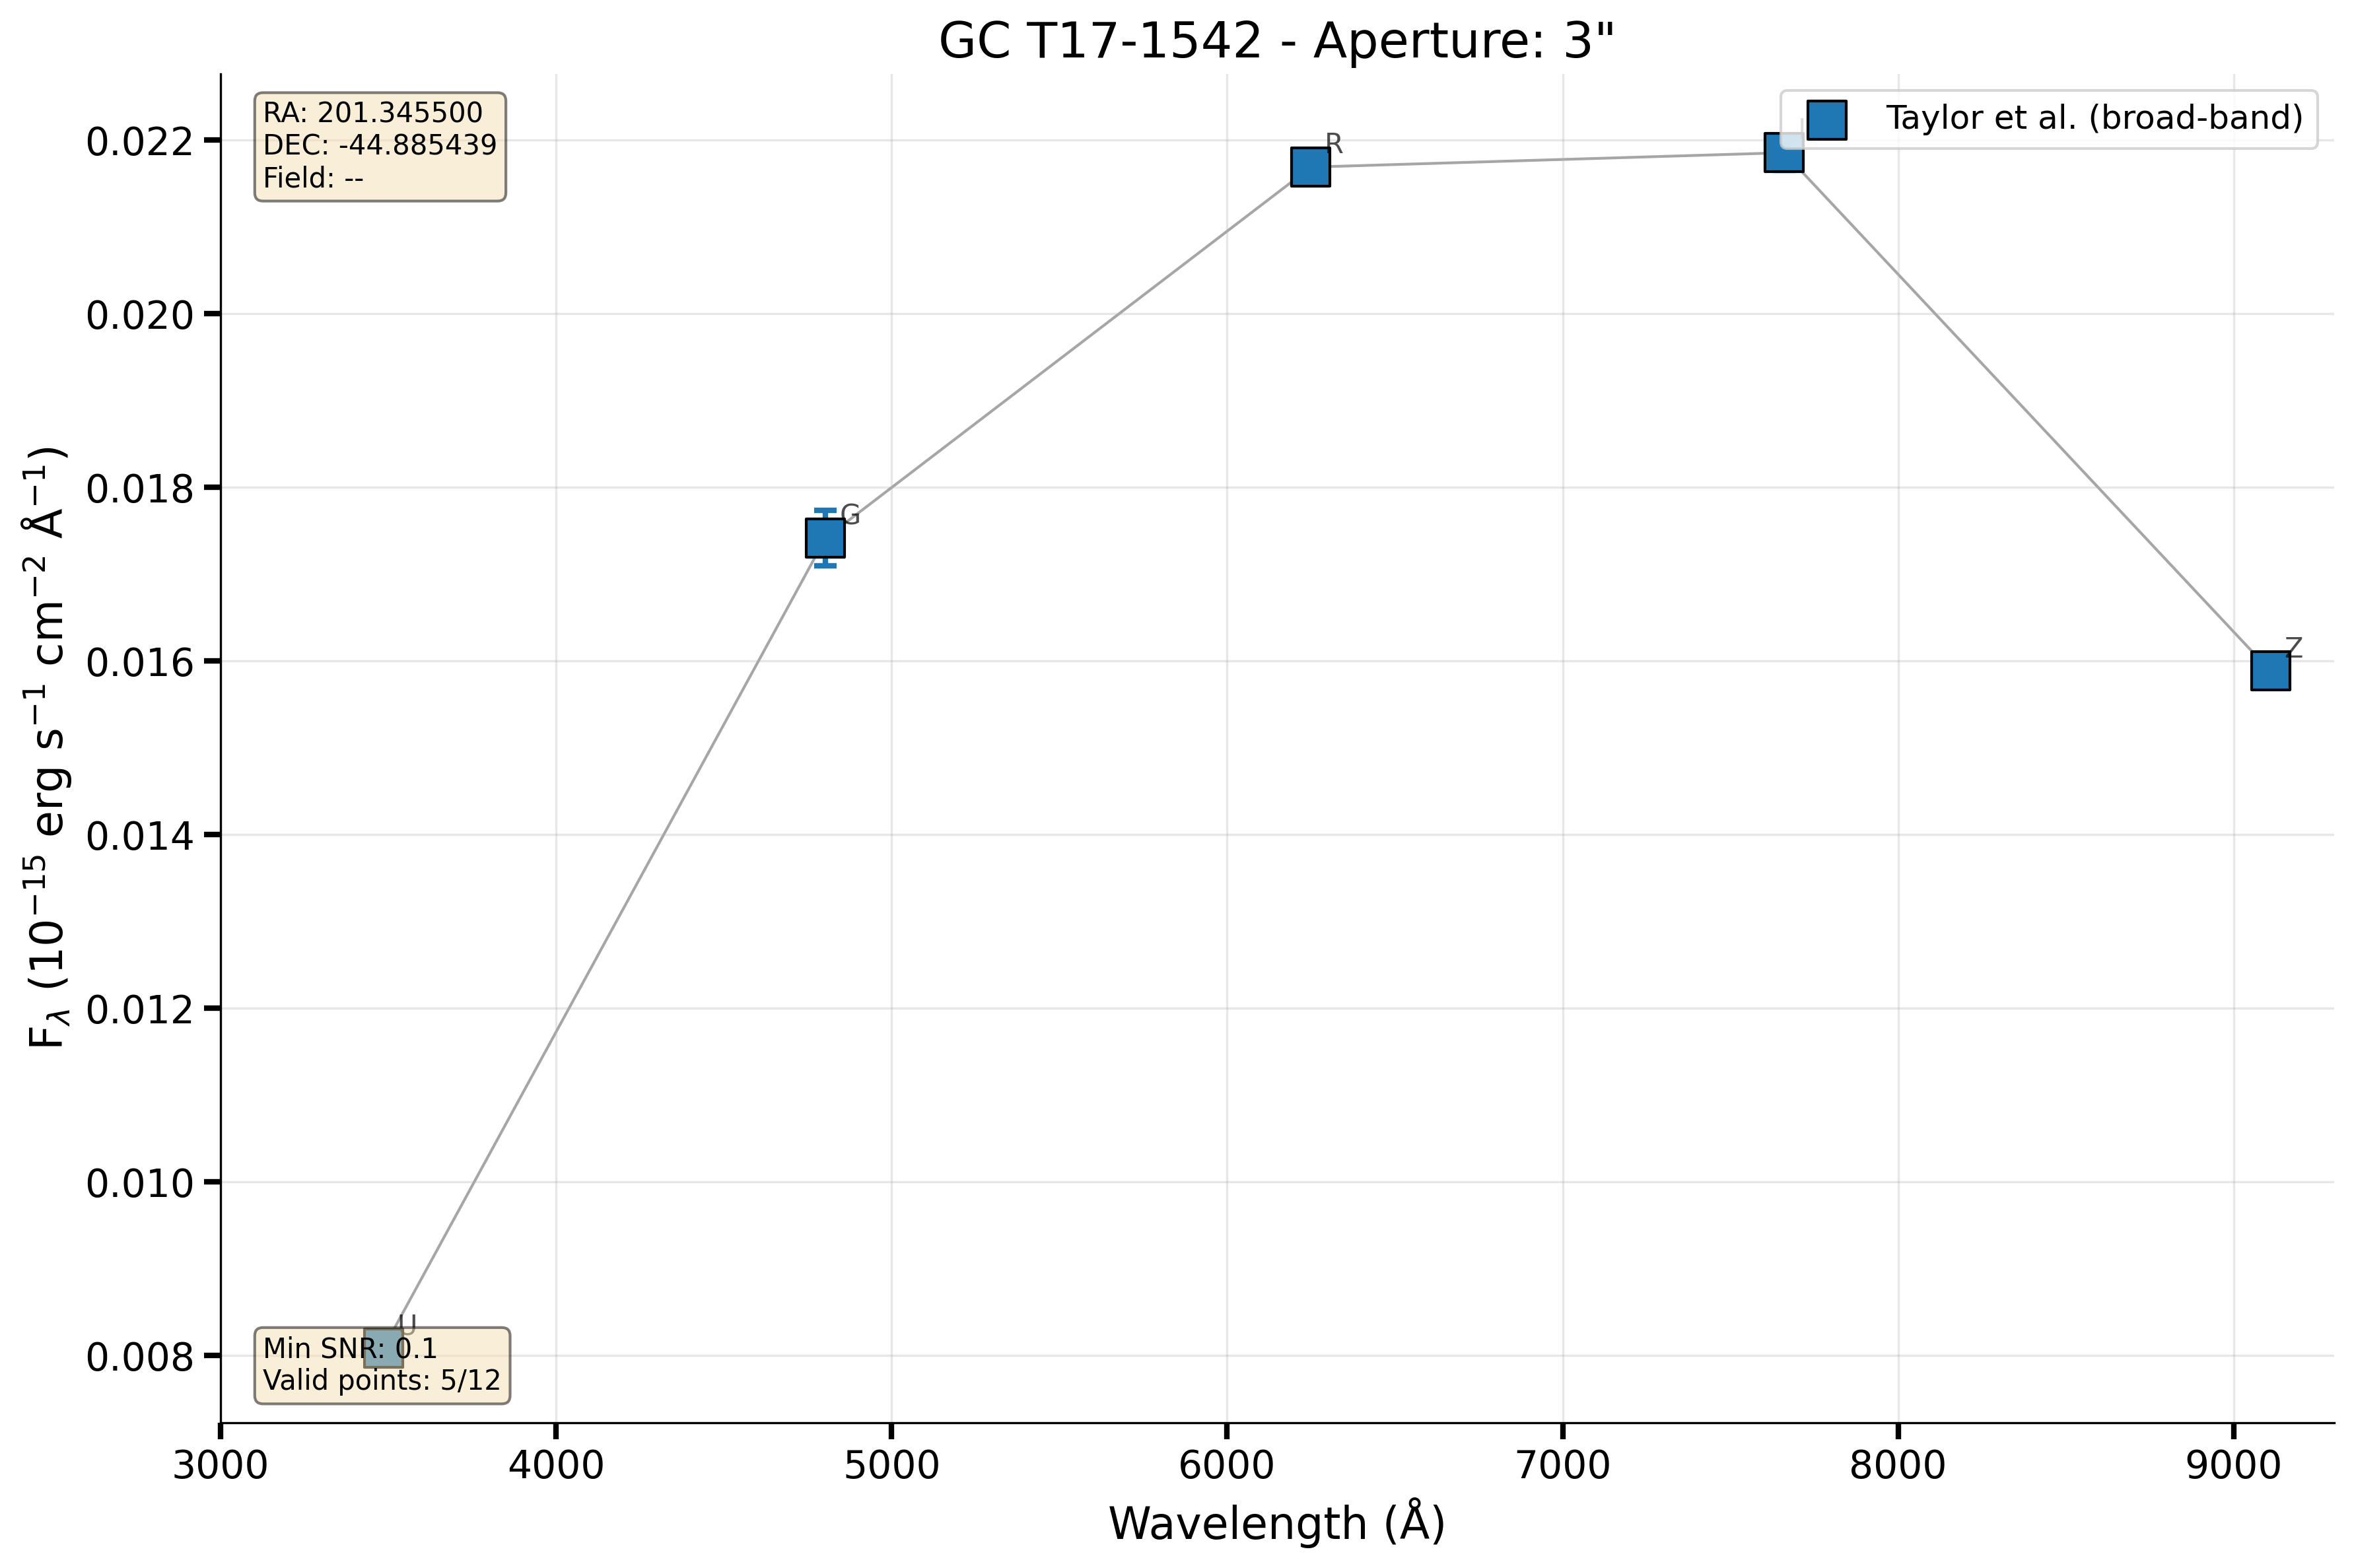 GC T17-1542 - Aperture: 3"
RA: 201.345500
DEC: -44.885439
Field: --
Taylor et al. (broad-band)
R
I
G
Z
U
Min SNR: 0.1
Valid points: 5/12
F_λ (10⁻¹⁵ erg s⁻¹ cm⁻² Å⁻¹)
0.022
0.020
0.018
0.016
0.014
0.012
0.010
0.008
3000 4000 5000 6000 7000 8000 9000
Wavelength (Å)